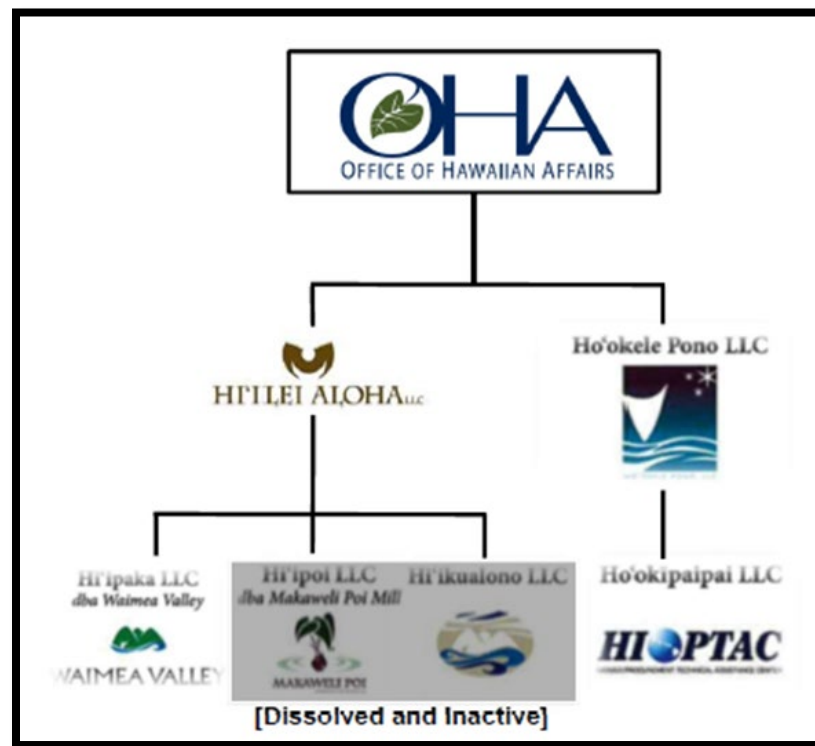 OHA
OFFICE OF HAWAIIAN AFFAIRS
HI'ILEI ALOHA LLC
Ho'okele Pono LLC
Hi'ipaka LLC
dba Waimea Valley
WAIMEA VALLEY
Hi'ipoi LLC
dba Makaweli Poi Mill
MAKAWELI POI
Hi'ikualono LLC
Ho'okipaipai LLC
HI PTAC
[Dissolved and Inactive]